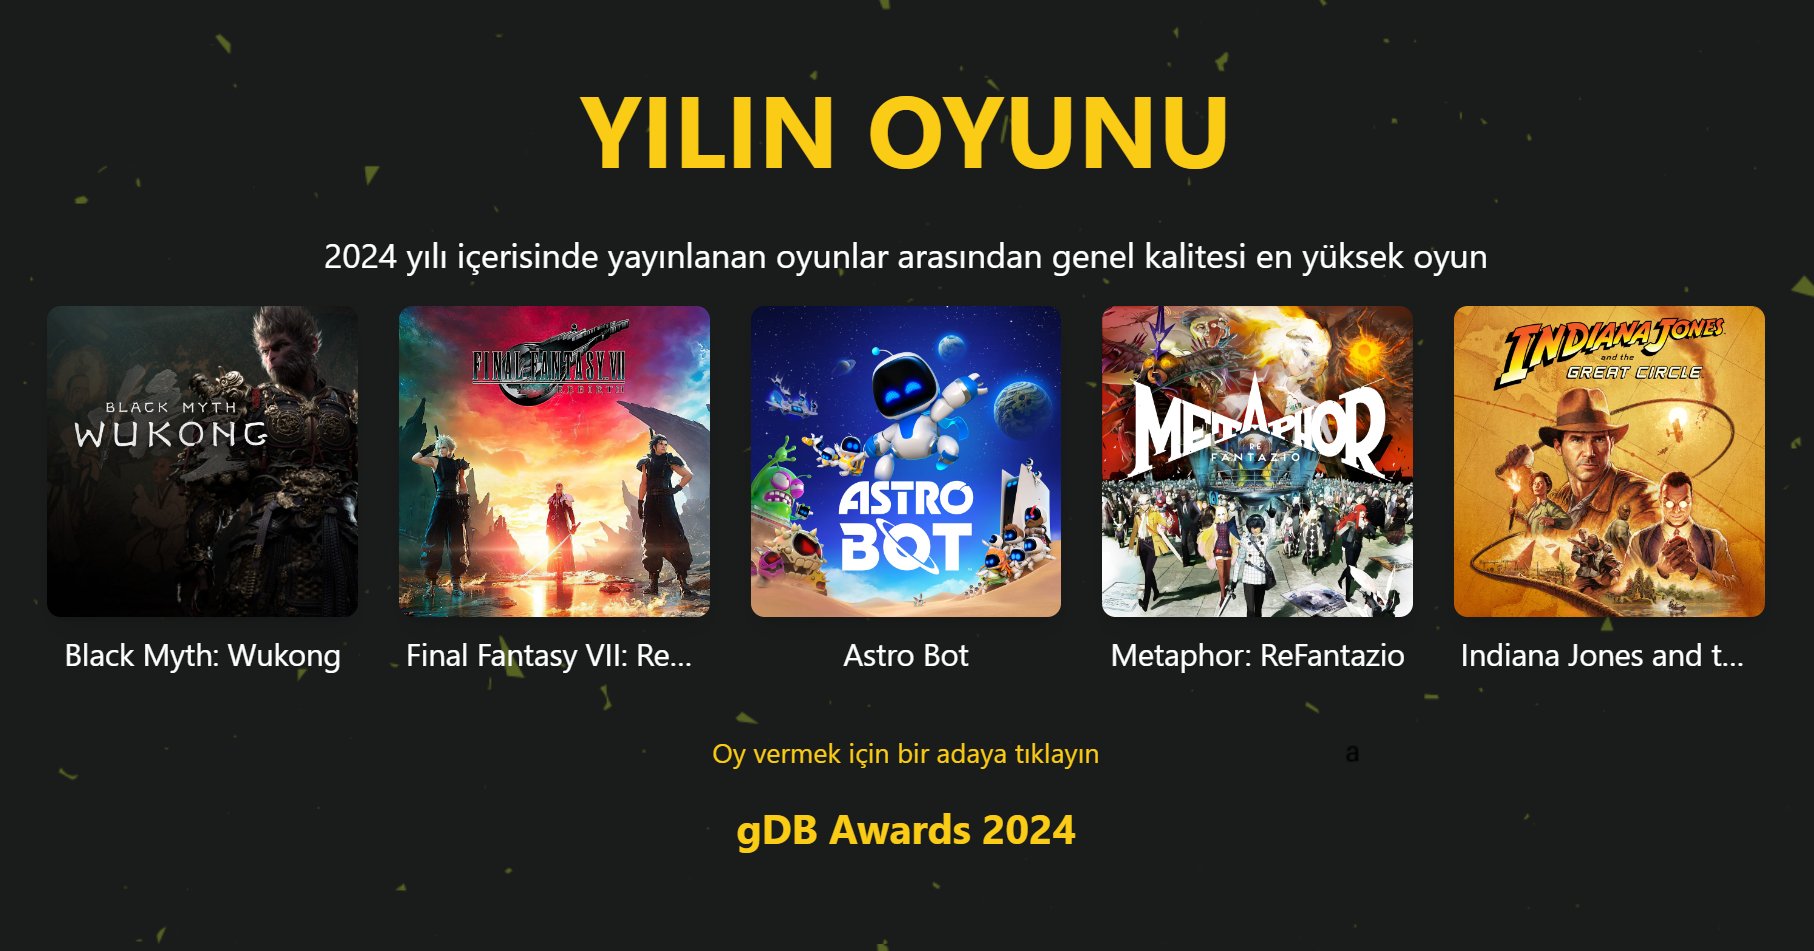 YILIN OYUNU
2024 yılı içerisinde yayınlanan oyunlar arasından genel kalitesi en yüksek oyun
BLACK MYTH
WUKONG
FINAL FANTASY VII
REBIRTH
ASTRO
BOT
METAPHOR
RE
FANTAZIO
INDIANA JONES
and the
GREAT CIRCLE
Black Myth: Wukong
Final Fantasy VII: Re...
Astro Bot
Metaphor: ReFantazio
Indiana Jones and t...
Oy vermek için bir adaya tıklayın
a
gDB Awards 2024